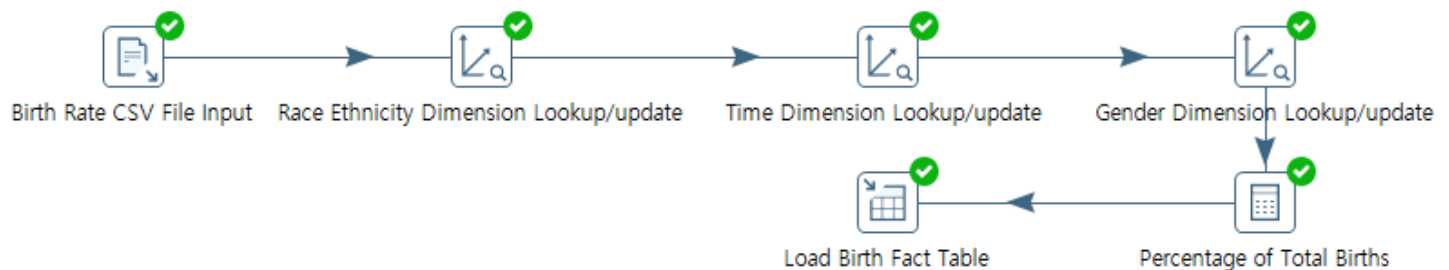 Birth Rate CSV File Input
Race Ethnicity Dimension Lookup/update
Time Dimension Lookup/update
Gender Dimension Lookup/update
Load Birth Fact Table
Percentage of Total Births